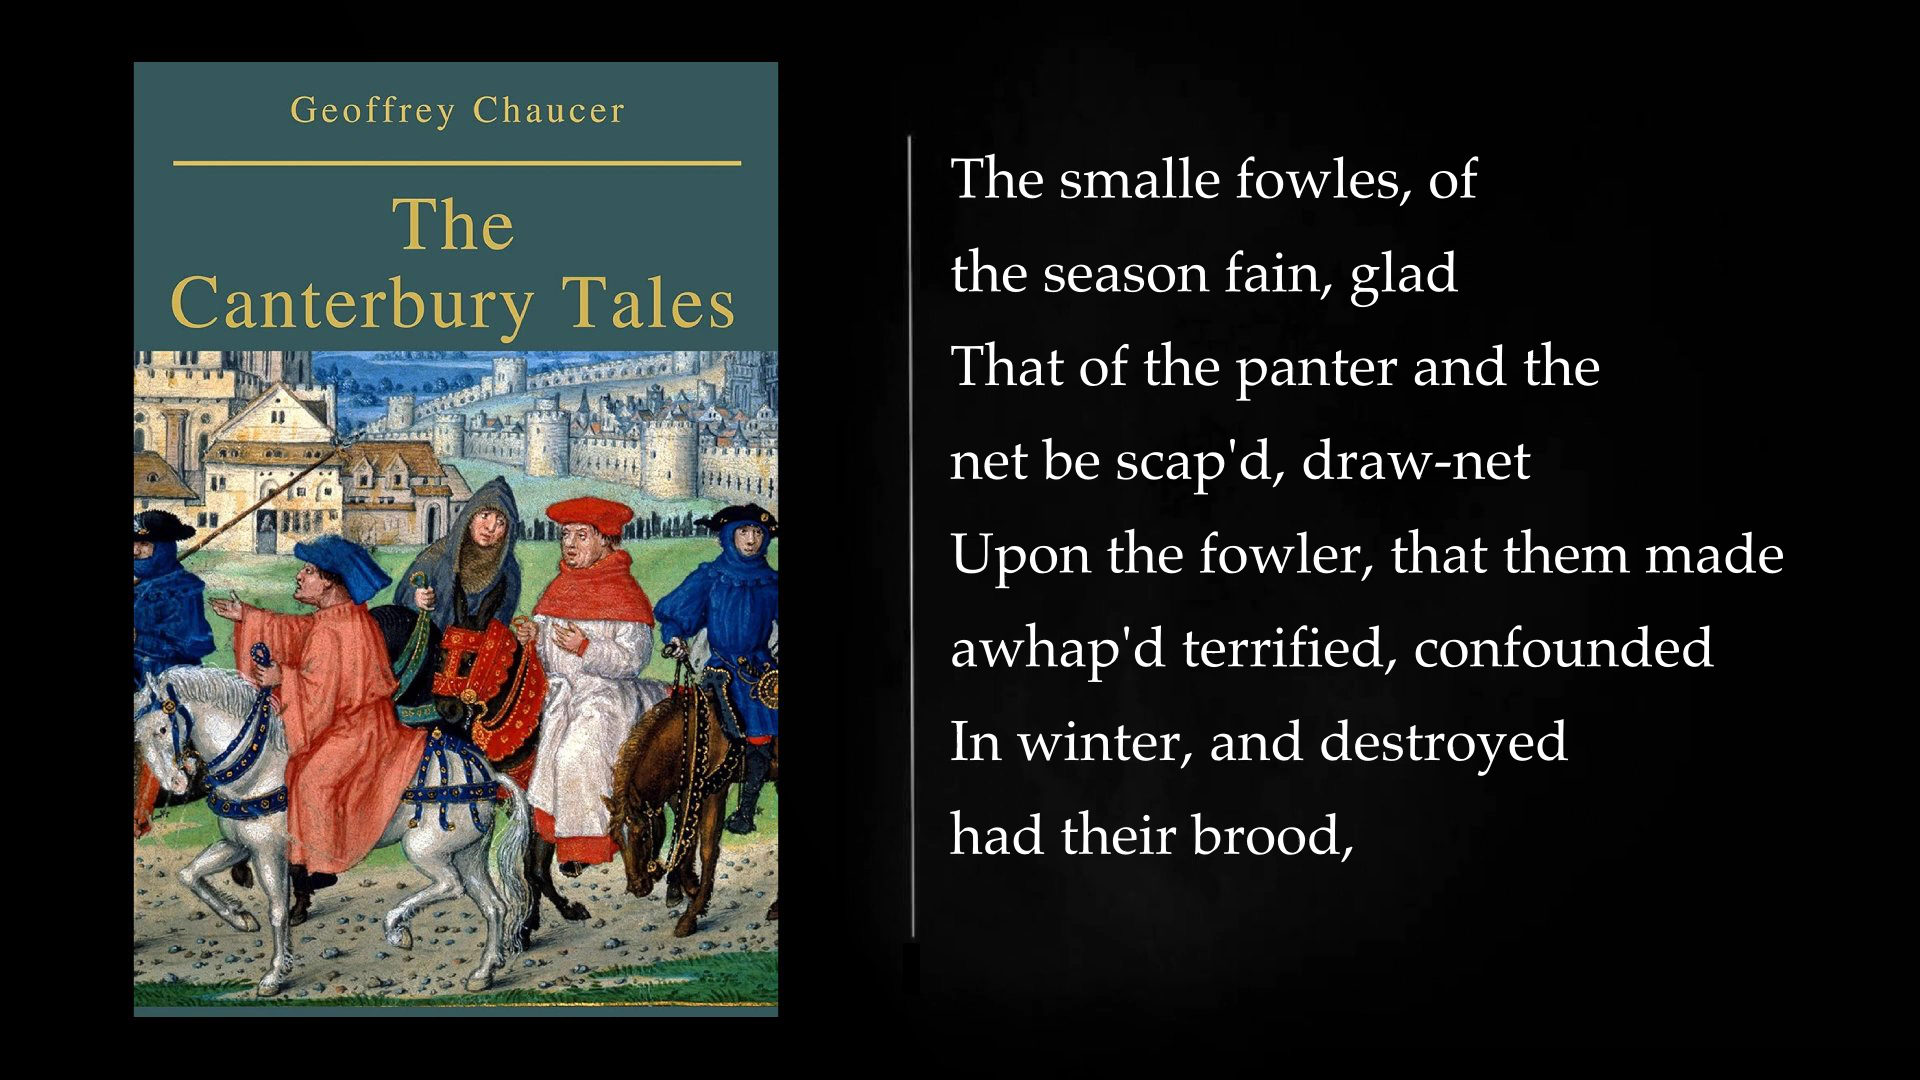 Geoffrey Chaucer
The
Canterbury Tales
The smalle fowles, of
the season fain, glad
That of the panter and the
net be scap'd, draw-net
Upon the fowler, that them made
awhap'd terrified, confounded
In winter, and destroyed
had their brood,